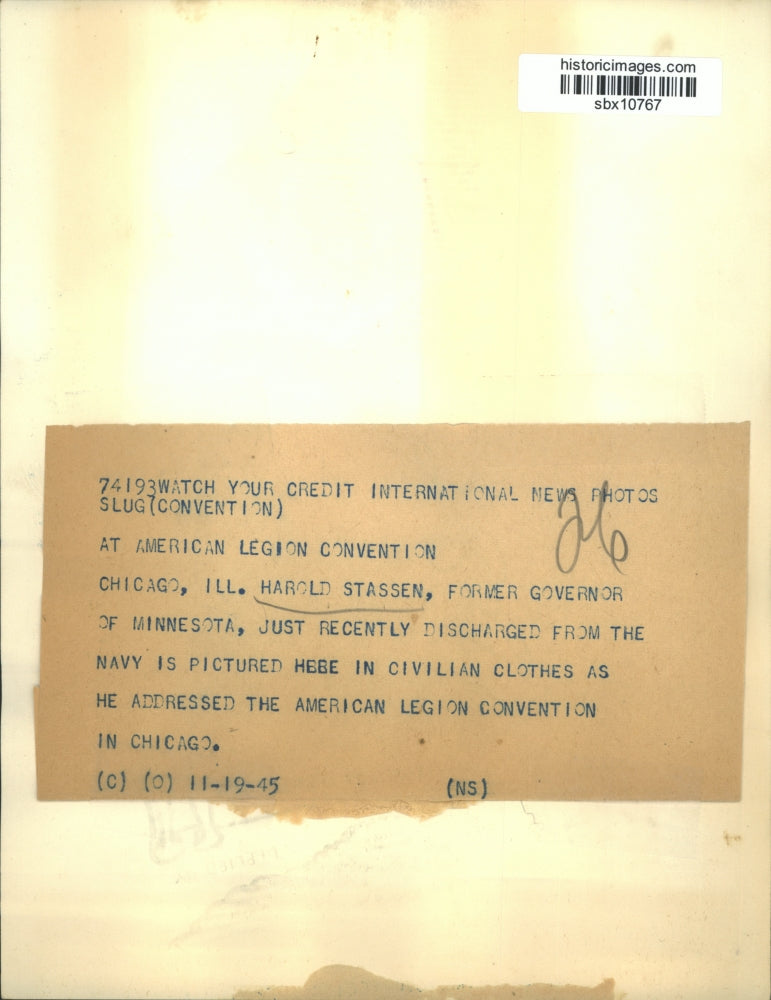 historicimages.com
sbx10767
74193WATCH YOUR CREDIT INTERNATIONAL NEWS PHOTOS
SLUG(CONVENTION)
26
AT AMERICAN LEGION CONVENTION
CHICAGO, ILL. HAROLD STASSEN, FORMER GOVERNOR
OF MINNESOTA, JUST RECENTLY DISCHARGED FROM THE
NAVY IS PICTURED HEBE IN CIVILIAN CLOTHES AS
HE ADDRESSED THE AMERICAN LEGION CONVENTION
IN CHICAGO.
(C) (O) 11-19-45 (NS)